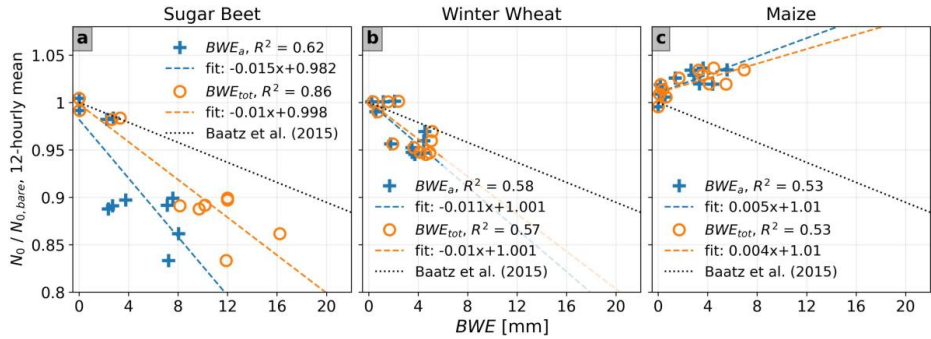 Sugar Beet
Winter Wheat
Maize
N₀ / N₀,bare, 12-hourly mean
1.05
1
0.95
0.9
0.85
0.8
a
BWEₐ, R² = 0.62
fit: -0.015x+0.982
BWEₜₒₜ, R² = 0.86
fit: -0.01x+0.998
Baatz et al. (2015)
0 4 8 12 16 20
b
BWEₐ, R² = 0.58
fit: -0.011x+1.001
BWEₜₒₜ, R² = 0.57
fit: -0.01x+1.001
Baatz et al. (2015)
0 4 8 12 16 20
c
BWEₐ, R² = 0.53
fit: 0.005x+1.01
BWEₜₒₜ, R² = 0.53
fit: 0.004x+1.01
Baatz et al. (2015)
0 4 8 12 16 20
BWE [mm]